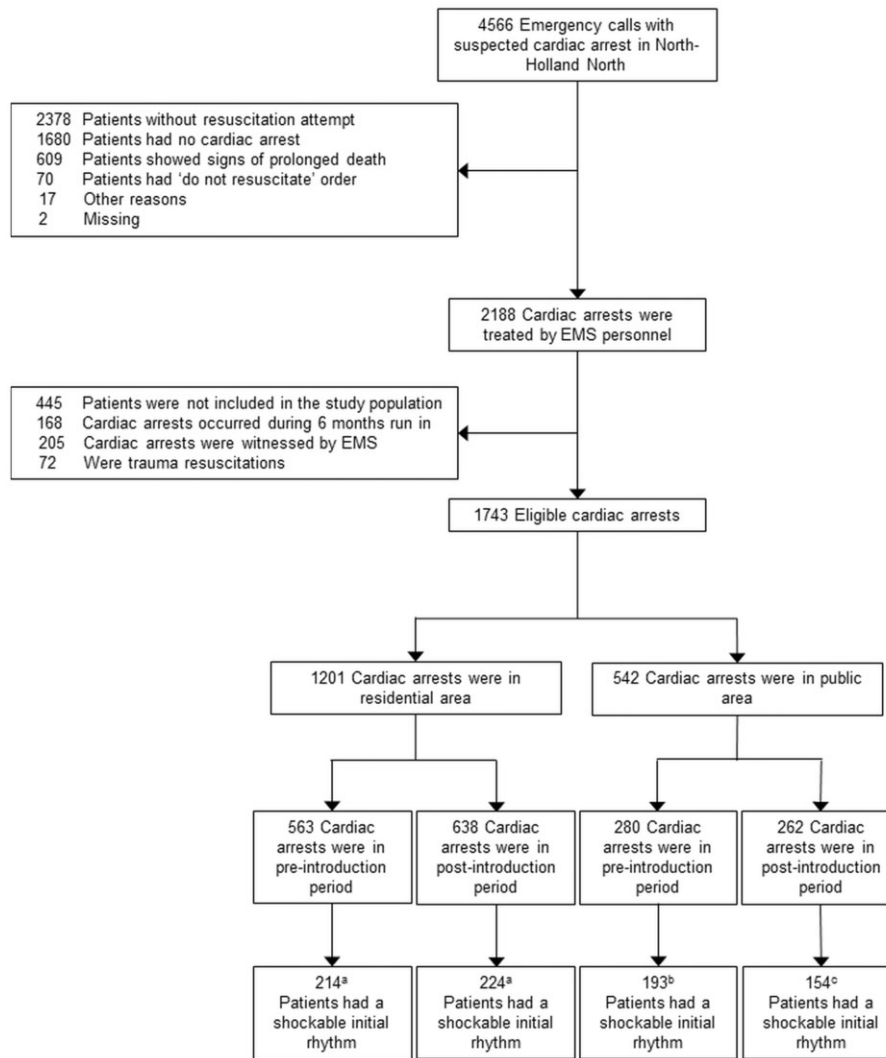 4566 Emergency calls with
suspected cardiac arrest in North-
Holland North
2378 Patients without resuscitation attempt
1680 Patients had no cardiac arrest
609 Patients showed signs of prolonged death
70 Patients had ‘do not resuscitate’ order
17 Other reasons
2 Missing
2188 Cardiac arrests were
treated by EMS personnel
445 Patients were not included in the study population
168 Cardiac arrests occurred during 6 months run in
205 Cardiac arrests were witnessed by EMS
72 Were trauma resuscitations
1743 Eligible cardiac arrests
1201 Cardiac arrests were in
residential area
542 Cardiac arrests were in public
area
563 Cardiac
arrests were in
pre-introduction
period
638 Cardiac
arrests were in
post-introduction
period
280 Cardiac
arrests were in
pre-introduction
period
262 Cardiac
arrests were in
post-introduction
period
214ᵃ
Patients had a
shockable initial
rhythm
224ᵃ
Patients had a
shockable initial
rhythm
193ᵇ
Patients had a
shockable initial
rhythm
154ᶜ
Patients had a
shockable initial
rhythm